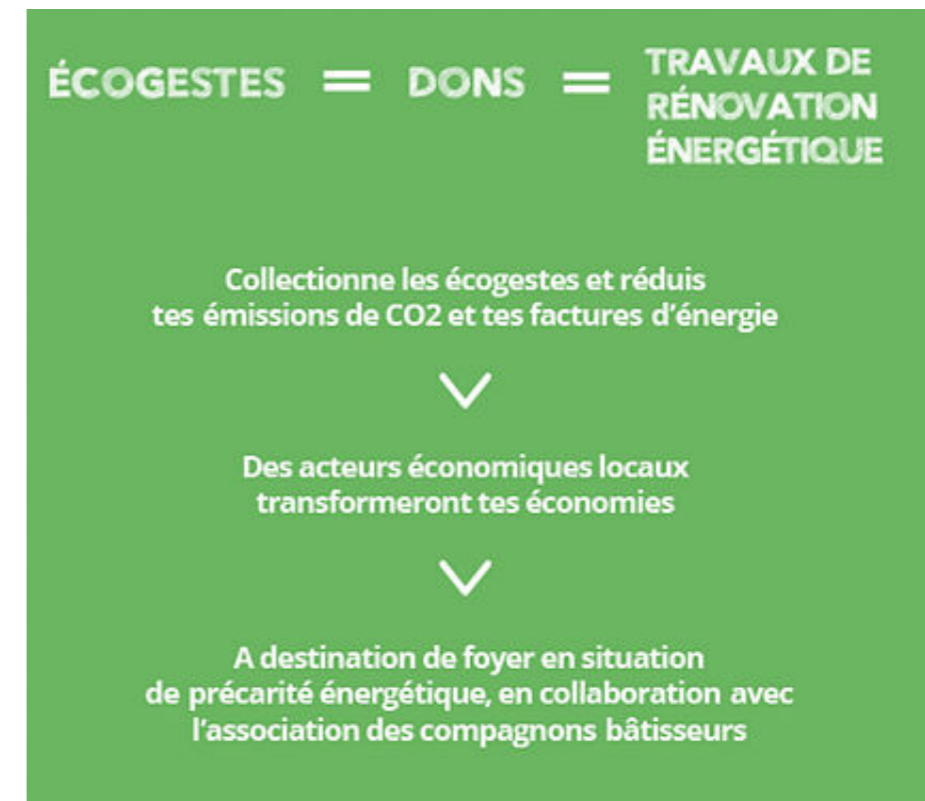 ÉCOGESTES = DONS = TRAVAUX DE
RÉNOVATION
ÉNERGÉTIQUE
Collectionne les écogestes et réduis
tes émissions de CO2 et tes factures d’énergie
Des acteurs économiques locaux
transformeront tes économies
A destination de foyer en situation
de précarité énergétique, en collaboration avec
l’association des compagnons bâtisseurs